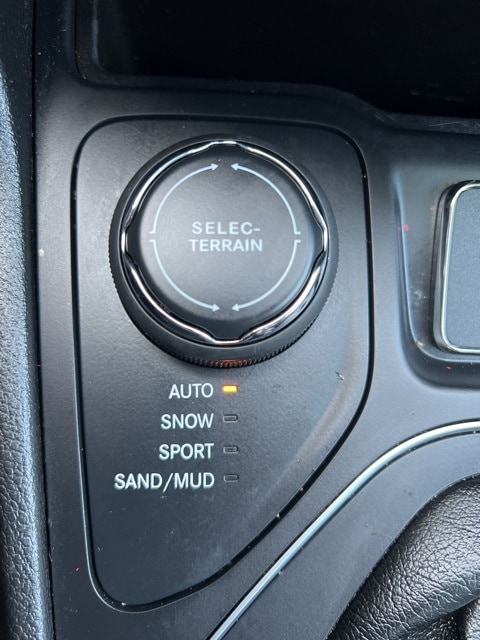 SELEC-
TERRAIN
AUTO
SNOW
SPORT
SAND/MUD